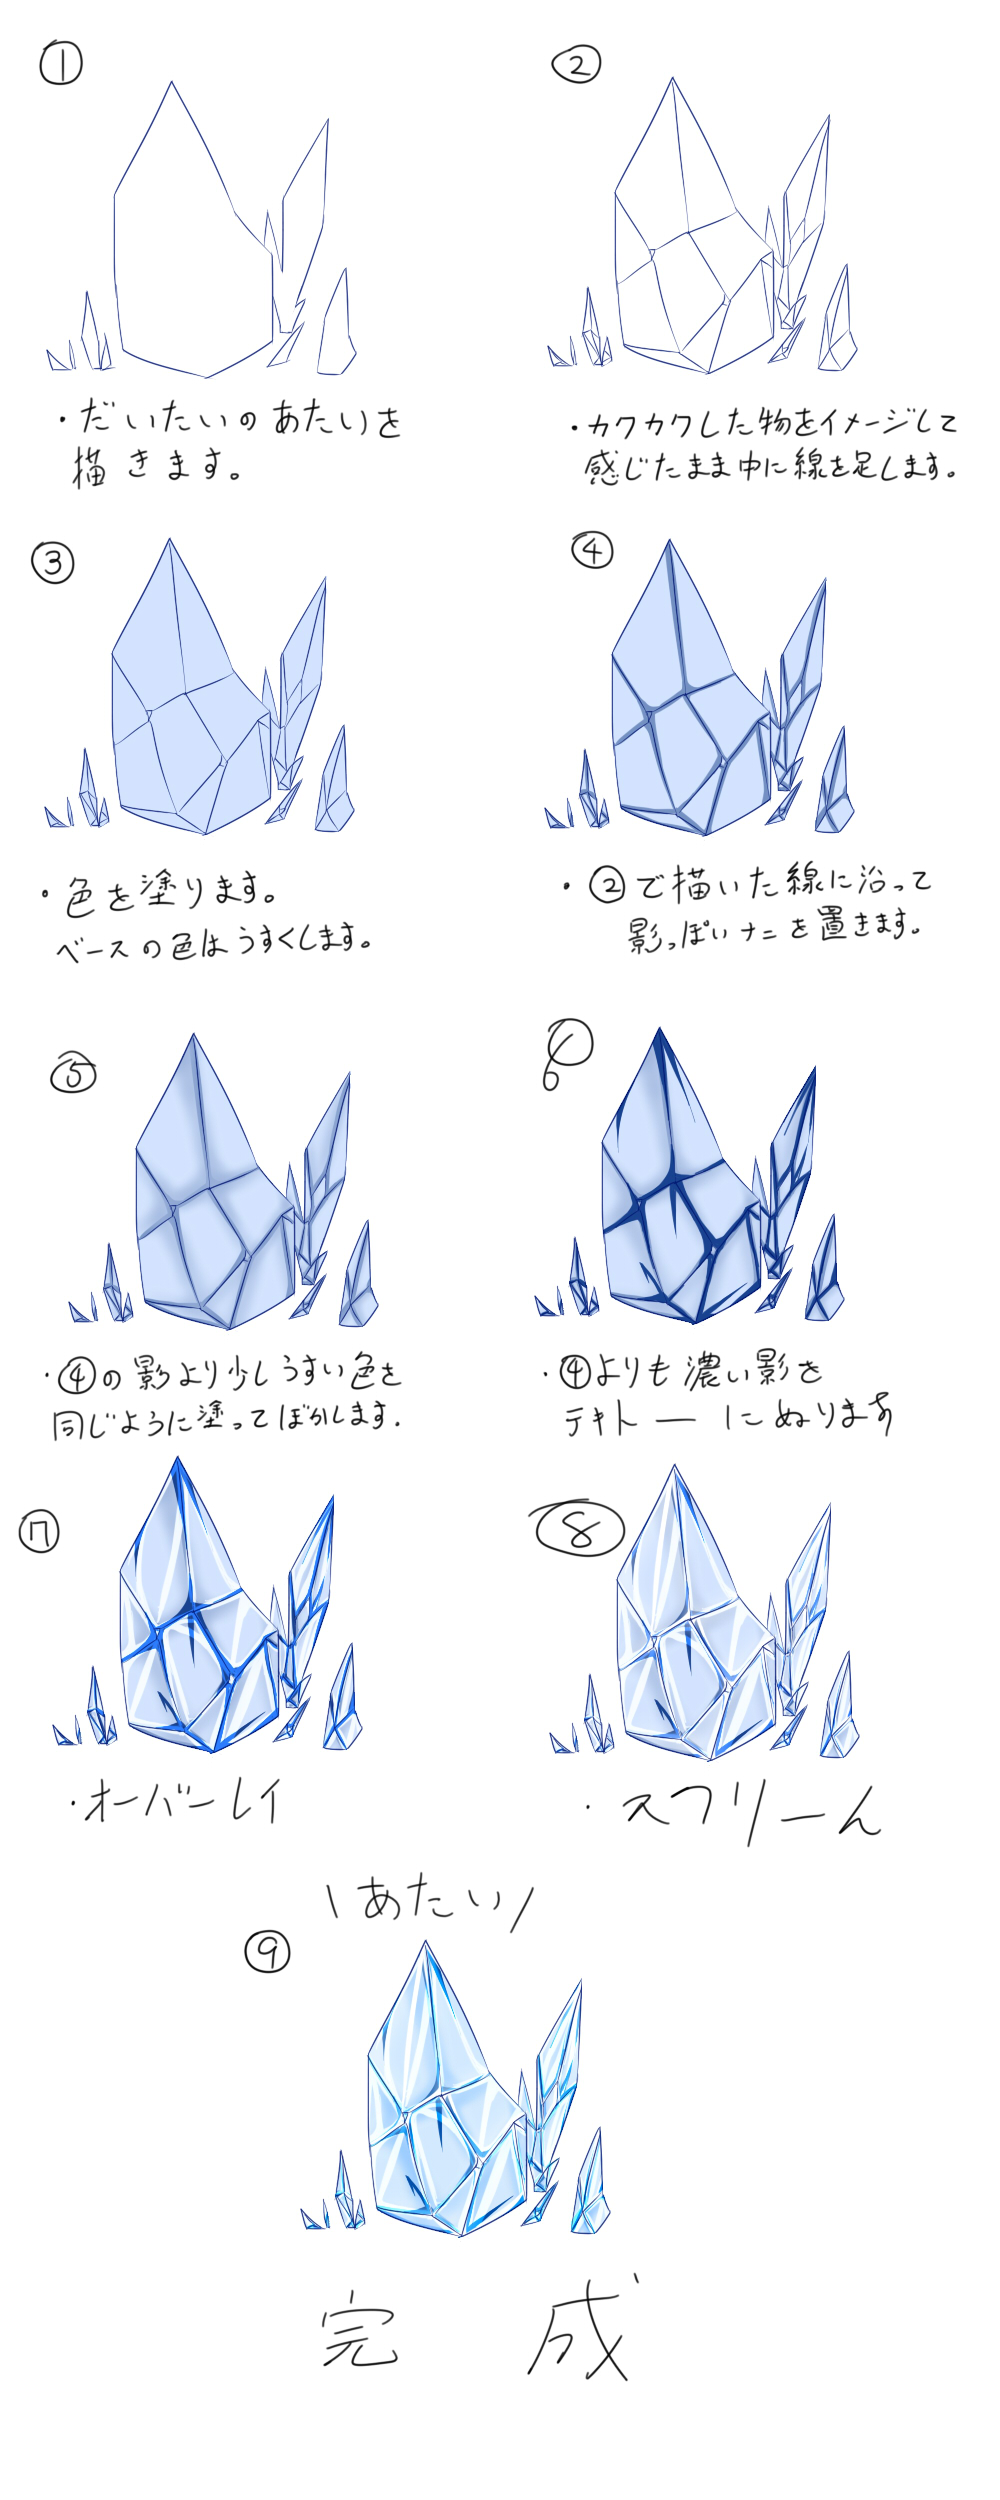 ①
・だいたいのあたりを
描きます。
②
・カクカクした物をイメージして
感じたまま中に線を足します。
③
・色を塗ります。
ベースの色はうすくします。
④
・②で描いた線に沿って
影っぽいナニを置きます。
⑤
・④の影より少しうすい色を
同じように塗ってぼかします.
⑥
・④よりも濃い影を
テキトーーにぬります
⑦
・オーバーレイ
⑧
・スクリーん
\あたい/
⑨
完成